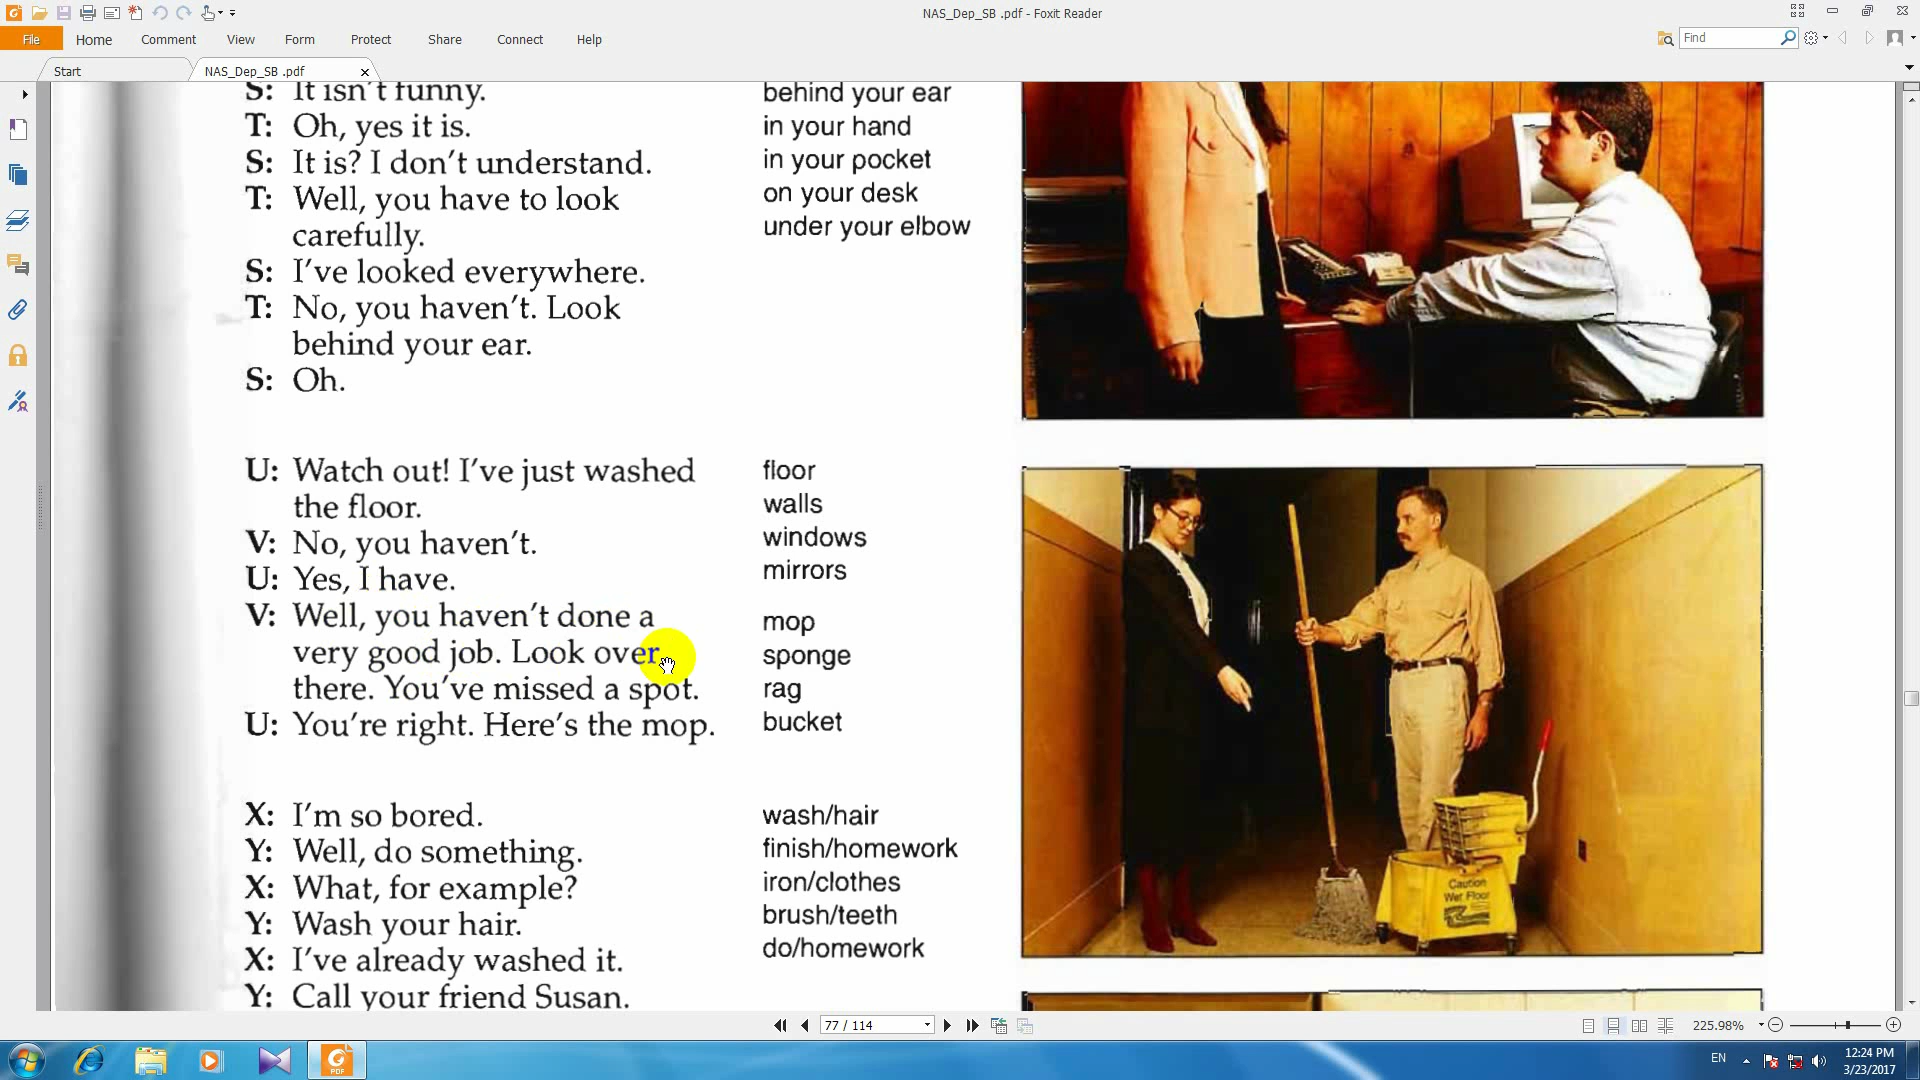 NAS_Dep_SB .pdf - Foxit Reader
File Home Comment View Form Protect Share Connect Help
Find
Start
NAS_Dep_SB .pdf
S: It isn't funny.
T: Oh, yes it is.
S: It is? I don't understand.
T: Well, you have to look
carefully.
S: I've looked everywhere.
T: No, you haven't. Look
behind your ear.
S: Oh.
behind your ear
in your hand
in your pocket
on your desk
under your elbow
U: Watch out! I've just washed
the floor.
V: No, you haven't.
U: Yes, I have.
V: Well, you haven't done a
very good job. Look over
there. You've missed a spot.
U: You're right. Here's the mop.
floor
walls
windows
mirrors
mop
sponge
rag
bucket
Caution
Wet Floor
X: I'm so bored.
Y: Well, do something.
X: What, for example?
Y: Wash your hair.
X: I've already washed it.
Y: Call your friend Susan.
wash/hair
finish/homework
iron/clothes
brush/teeth
do/homework
77 / 114
225.98%
PDF
EN
12:24 PM
3/23/2017